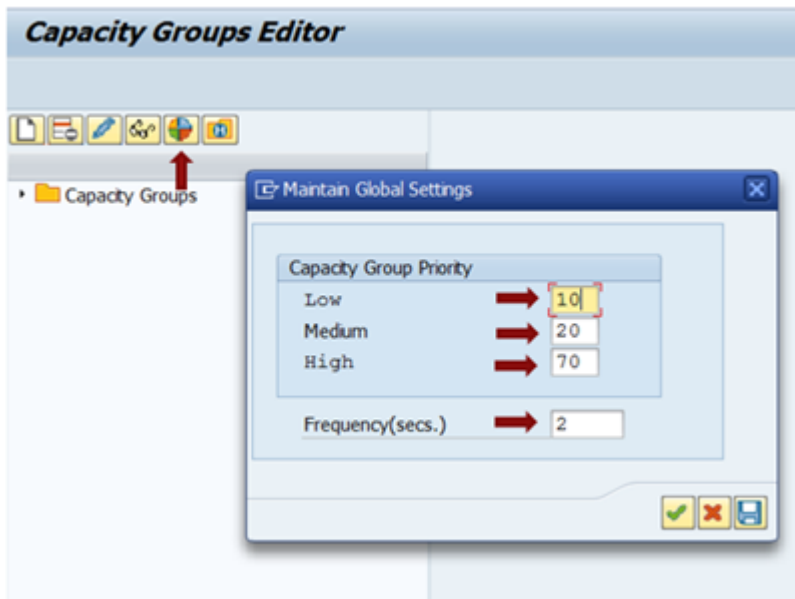 Capacity Groups Editor
Capacity Groups
Maintain Global Settings
Capacity Group Priority
Low 10
Medium 20
High 70
Frequency(secs.) 2